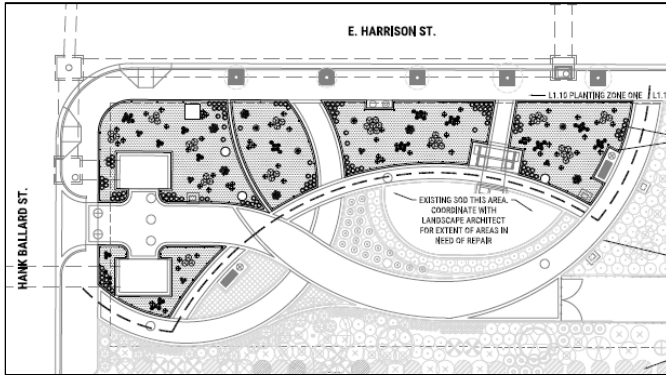 E. HARRISON ST.
L1.10 PLANTING ZONE ONE
L1.1
HANK BALLARD ST.
EXISTING SOD THIS AREA.
COORDINATE WITH
LANDSCAPE ARCHITECT
FOR EXTENT OF AREAS IN
NEED OF REPAIR